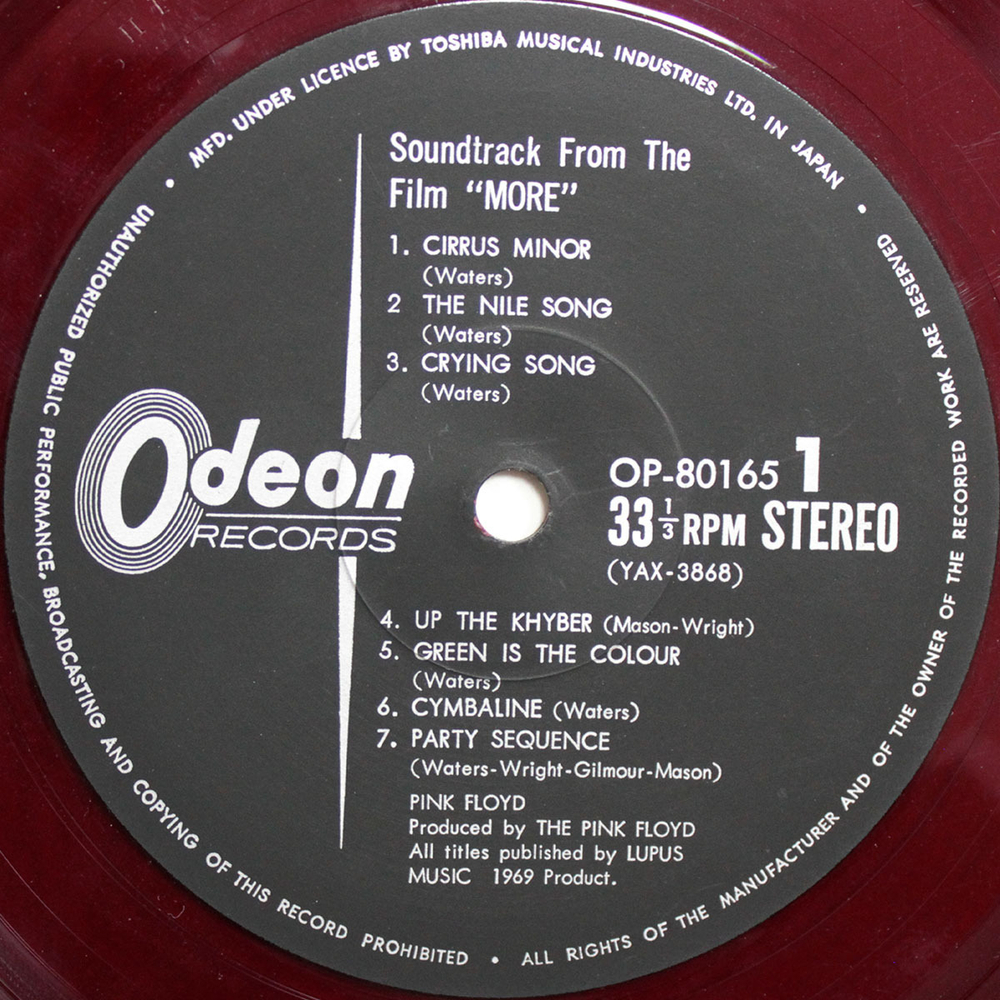 MFD. UNDER LICENCE BY TOSHIBA MUSICAL INDUSTRIES LTD. IN JAPAN •
Soundtrack From The
Film “MORE”
1. CIRRUS MINOR
(Waters)
2 THE NILE SONG
(Waters)
3. CRYING SONG
(Waters)
Odeon
RECORDS
OP-80165 1
33 1/3 RPM STEREO
(YAX-3868)
4. UP THE KHYBER (Mason-Wright)
5. GREEN IS THE COLOUR
(Waters)
6. CYMBALINE (Waters)
7. PARTY SEQUENCE
(Waters-Wright-Gilmour-Mason)
PINK FLOYD
Produced by THE PINK FLOYD
All titles published by LUPUS
MUSIC 1969 Product.
UNAUTHORIZED PUBLIC PERFORMANCE, BROADCASTING AND COPYING OF THIS RECORD PROHIBITED •
ALL RIGHTS OF THE MANUFACTURER AND OF THE OWNER OF THE RECORDED WORK ARE RESERVED •